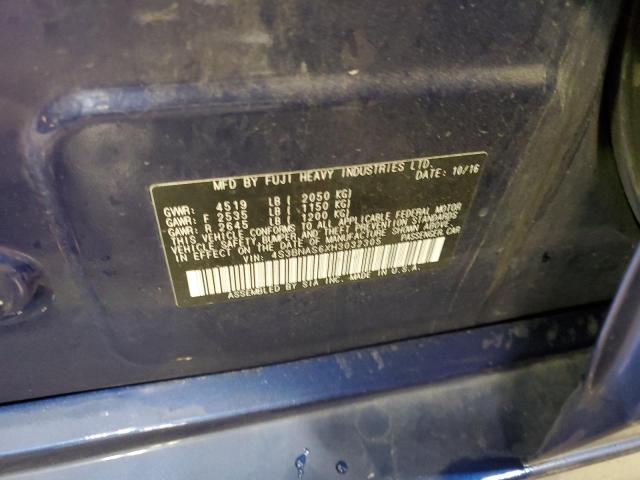 MFD BY FUJI HEAVY INDUSTRIES LTD.
DATE: 10/16
GVWR: 4519 LB ( 2050 KG)
GAWR: F 2535 LB ( 1150 KG)
GAWR: R 2645 LB ( 1200 KG)
THIS VEHICLE CONFORMS TO ALL APPLICABLE FEDERAL MOTOR
VEHICLE SAFETY, BUMPER AND THEFT PREVENTION STANDARDS
IN EFFECT ON THE DATE OF MANUFACTURE SHOWN ABOVE.
VIN: 4S3BNAS62H3032305 PASSENGER CAR
ASSEMBLED BY SIA INC. MADE IN U.S.A.